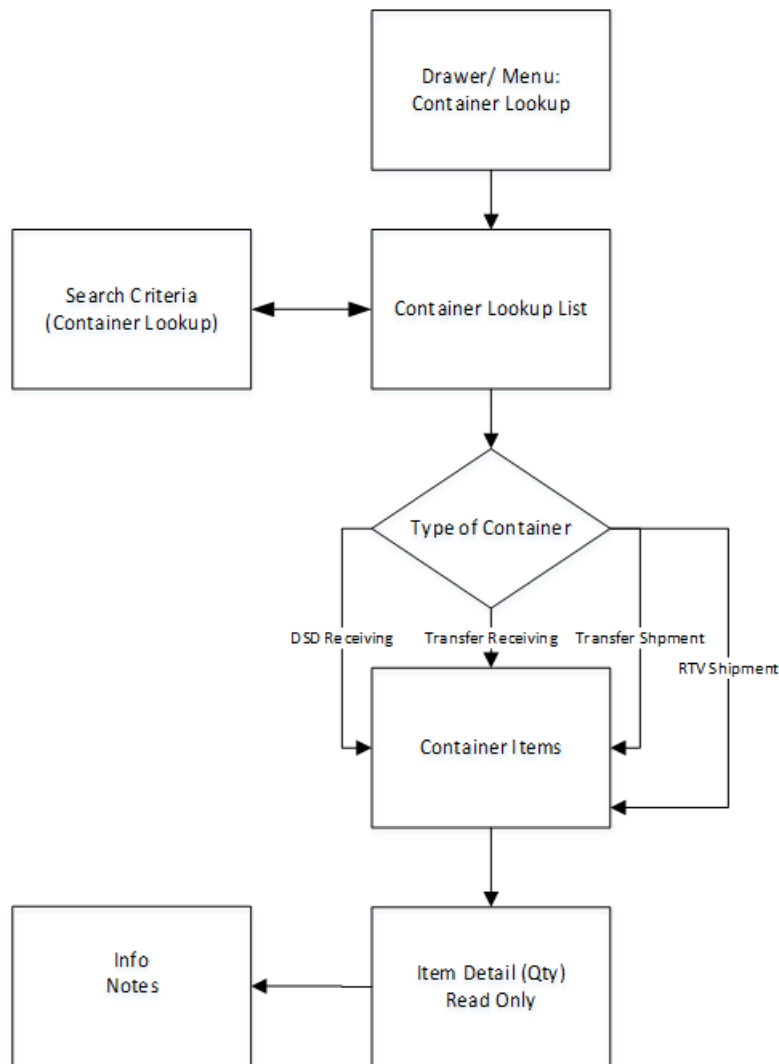 Drawer/ Menu:
Container Lookup
Search Criteria
(Container Lookup)
Container Lookup List
Type of Container
DSD Receiving
Transfer Receiving
Transfer Shpment
RTV Shipment
Container Items
Info
Notes
Item Detail (Qty)
Read Only